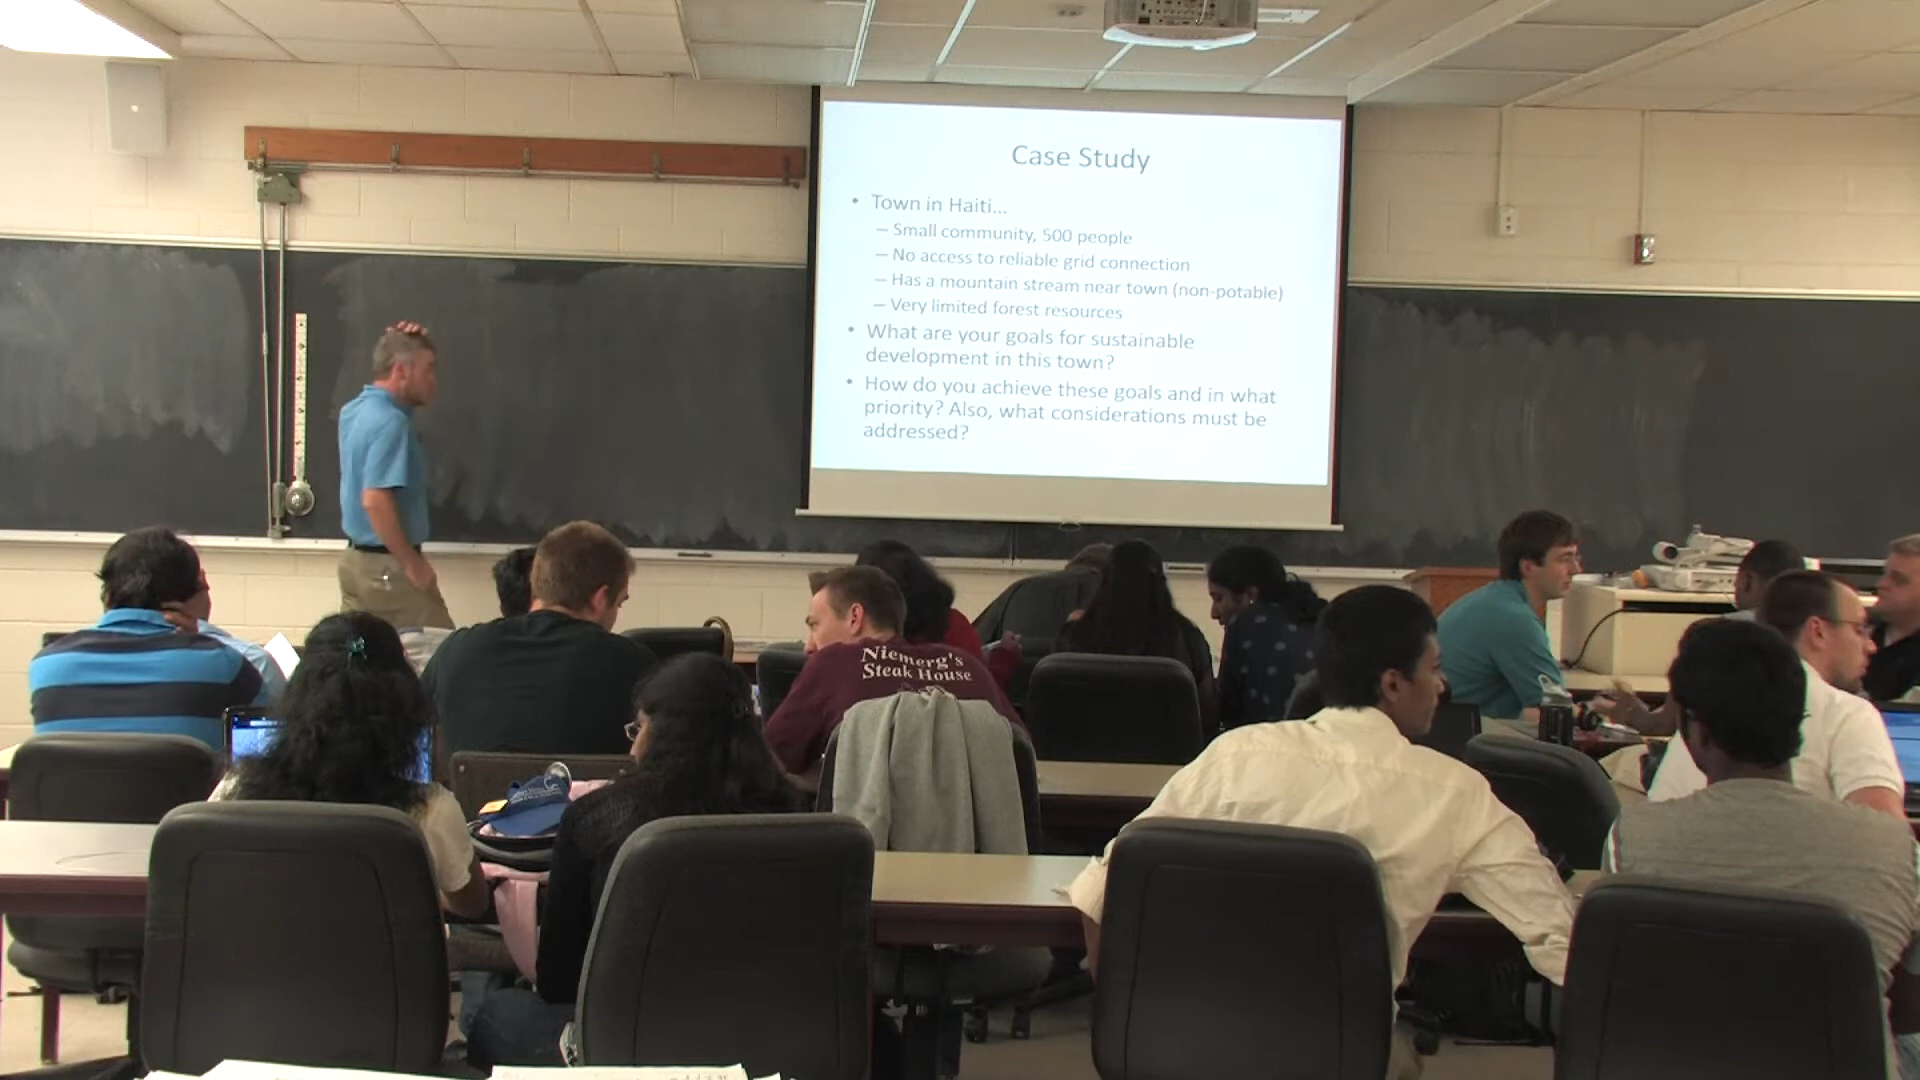 Case Study
• Town in Haiti...
– Small community, 500 people
– No access to reliable grid connection
– Has a mountain stream near town (non-potable)
– Very limited forest resources
• What are your goals for sustainable
development in this town?
• How do you achieve these goals and in what
priority? Also, what considerations must be
addressed?
Niemerg's
Steak House